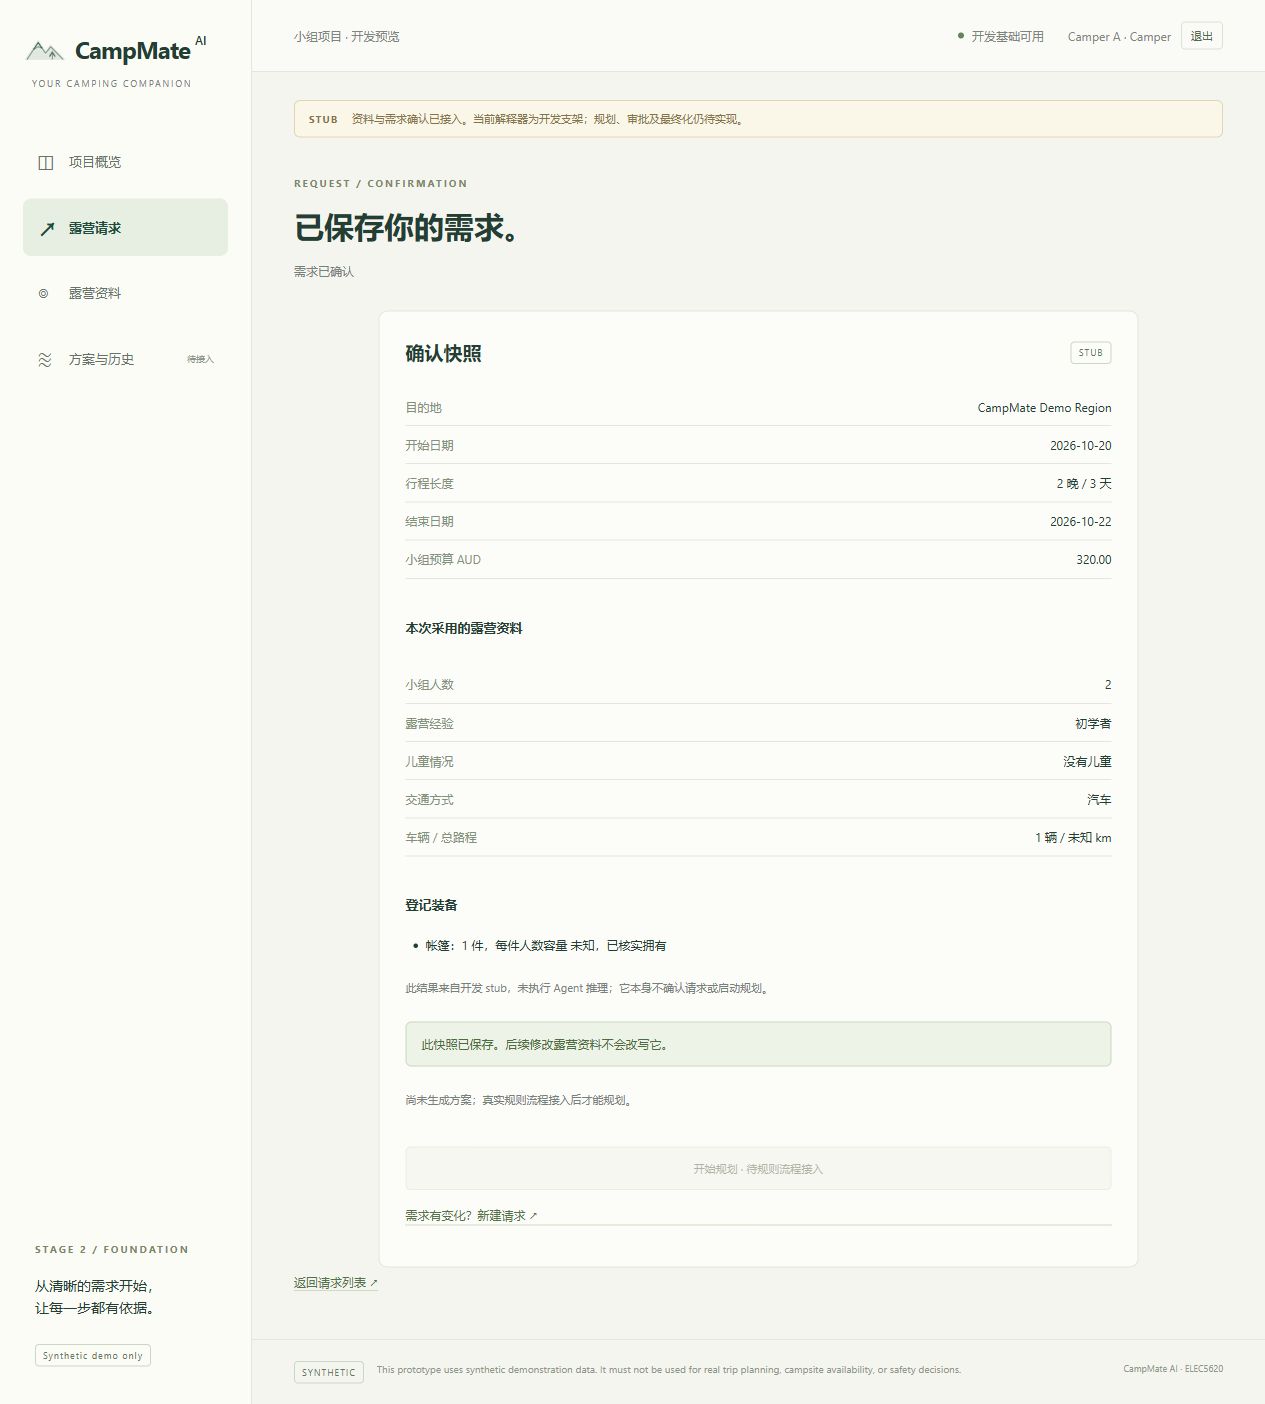 CampMate AI
YOUR CAMPING COMPANION
项目概览
露营请求
露营资料
方案与历史 待接入
STAGE 2 / FOUNDATION
从清晰的需求开始，
让每一步都有依据。
Synthetic demo only
小组项目 · 开发预览
开发基础可用 Camper A · Camper 退出
STUB 资料与需求确认已接入。当前解释器为开发支架；规划、审批及最终化仍待实现。
REQUEST / CONFIRMATION
已保存你的需求。
需求已确认
确认快照 STUB
目的地 CampMate Demo Region
开始日期 2026-10-20
行程长度 2 晚 / 3 天
结束日期 2026-10-22
小组预算 AUD 320.00
本次采用的露营资料
小组人数 2
露营经验 初学者
儿童情况 没有儿童
交通方式 汽车
车辆 / 总路程 1 辆 / 未知 km
登记装备
• 帐篷：1 件，每件人数容量 未知，已核实拥有
此结果来自开发 stub，未执行 Agent 推理；它本身不确认请求或启动规划。
此快照已保存。后续修改露营资料不会改写它。
尚未生成方案；真实规则流程接入后才能规划。
开始规划 · 待规则流程接入
需求有变化？新建请求 ↗
返回请求列表 ↗
SYNTHETIC This prototype uses synthetic demonstration data. It must not be used for real trip planning, campsite availability, or safety decisions.
CampMate AI · ELEC5620